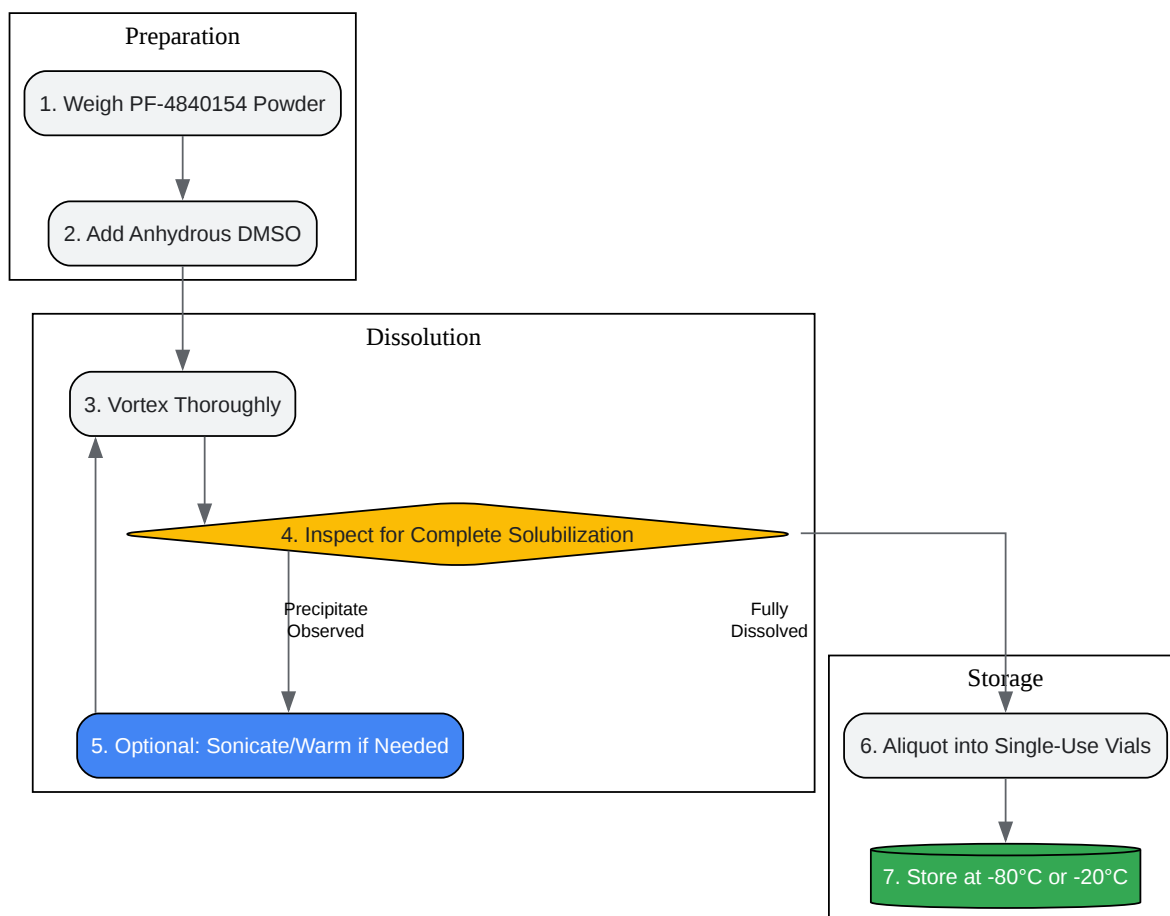 Preparation
1. Weigh PF-4840154 Powder
2. Add Anhydrous DMSO
Dissolution
3. Vortex Thoroughly
4. Inspect for Complete Solubilization
Precipitate
Observed
Fully
Dissolved
5. Optional: Sonicate/Warm if Needed
Storage
6. Aliquot into Single-Use Vials
7. Store at -80°C or -20°C